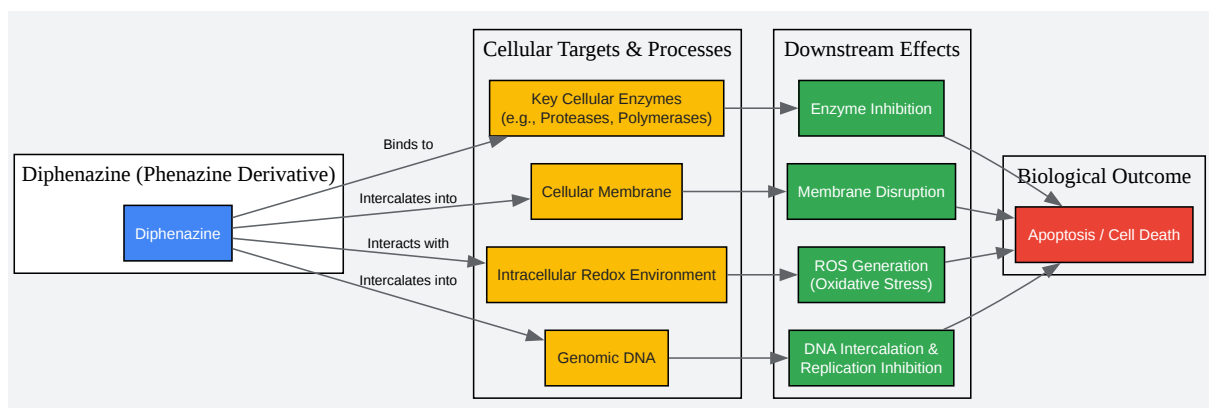 Diphenazine (Phenazine Derivative)
Diphenazine
Binds to
Intercalates into
Interacts with
Intercalates into
Cellular Targets & Processes
Key Cellular Enzymes
(e.g., Proteases, Polymerases)
Cellular Membrane
Intracellular Redox Environment
Genomic DNA
Downstream Effects
Enzyme Inhibition
Membrane Disruption
ROS Generation
(Oxidative Stress)
DNA Intercalation &
Replication Inhibition
Biological Outcome
Apoptosis / Cell Death